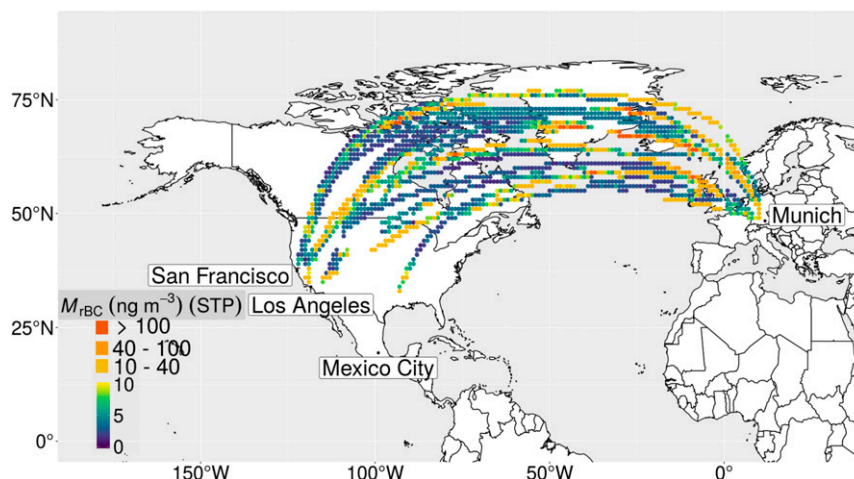 75°N
50°N
25°N
0°
Munich
San Francisco
Los Angeles
Mexico City
M rBC (ng m⁻³) (STP)
> 100
40 - 100
10 - 40
10
5
0
150°W
100°W
50°W
0°